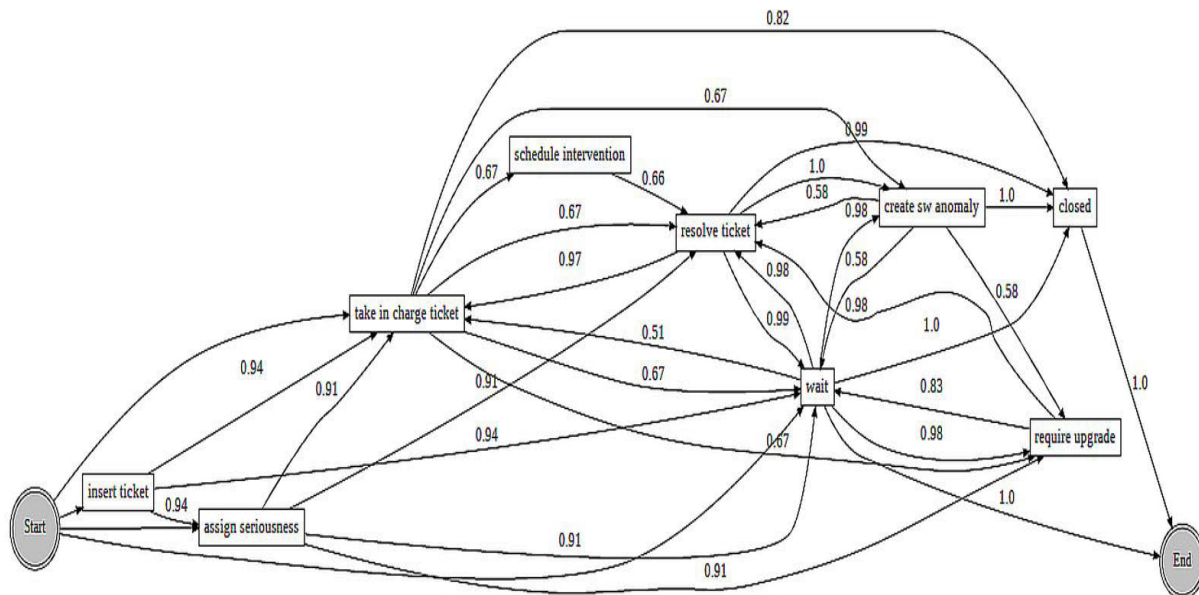 0.82
0.67
0.99
schedule intervention
0.67
0.66
1.0
0.58
create sw anomaly
1.0
closed
0.67
resolve ticket
0.98
0.97
0.98
0.58
0.99
0.98
0.58
take in charge ticket
0.51
1.0
0.94
0.91
0.91
0.67
wait
0.83
1.0
0.94
0.67
0.98
require upgrade
insert ticket
0.94
1.0
Start
assign seriousness
0.91
0.91
End